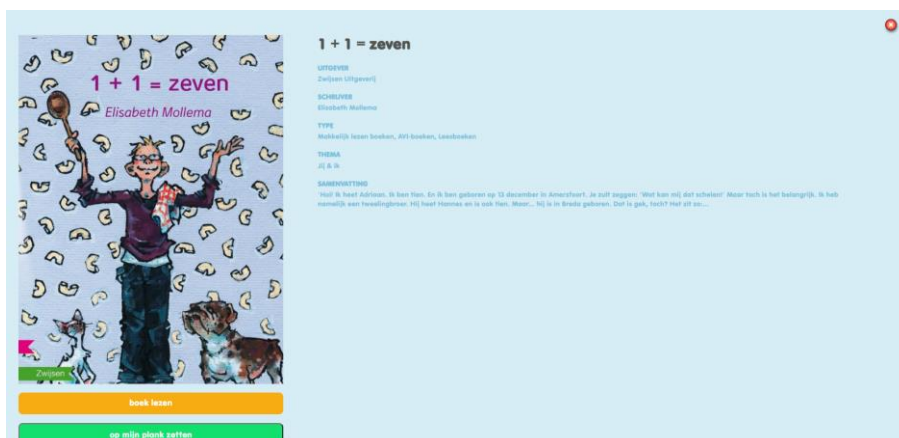 1 + 1 = zeven
Elisabeth Mollema
Zwijsen
boek lezen
op mijn plank zetten
1 + 1 = zeven
UITGEVER
Zwijsen Uitgeverij
SCHRIJVER
Elisabeth Mollema
TYPE
Makkelijk lezen boeken, AVI-boeken, Leesboeken
THEMA
Jij & ik
SAMENVATTING
'Hoi! Ik heet Adriaan. Ik ben tien. En ik ben geboren op 13 december in Amersfoort. Je zult zeggen: 'Wat kan mij dat schelen!' Maar toch is het belangrijk. Ik heb
namelijk een tweelingbroer. Hij heet Hannes en is ook tien. Maar... hij is in Breda geboren. Dat is gek, toch? Het zit zo:...